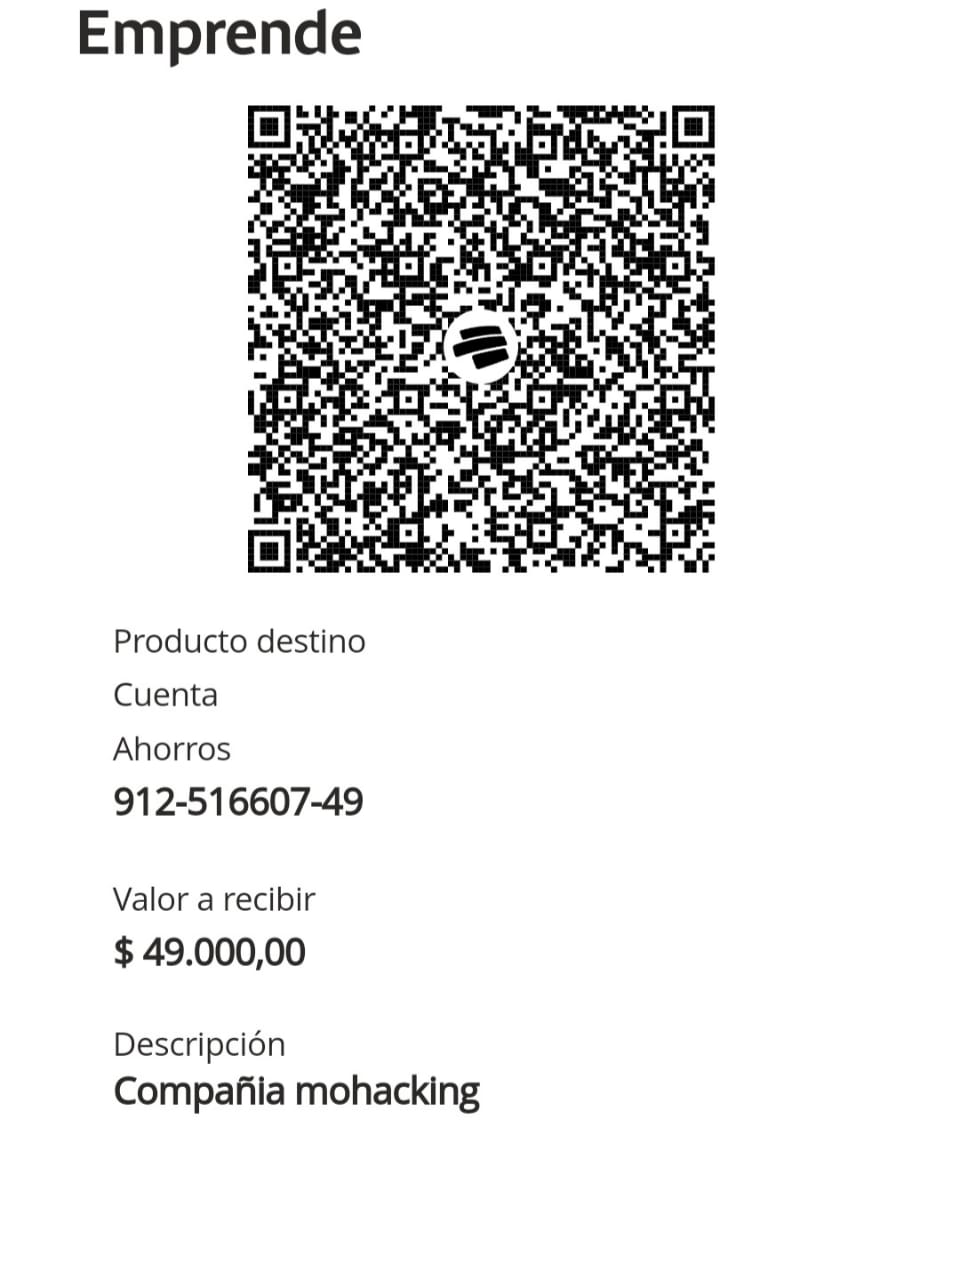 Emprende
Producto destino
Cuenta
Ahorros
912-516607-49
Valor a recibir
$ 49.000,00
Descripción
Compañia mohacking